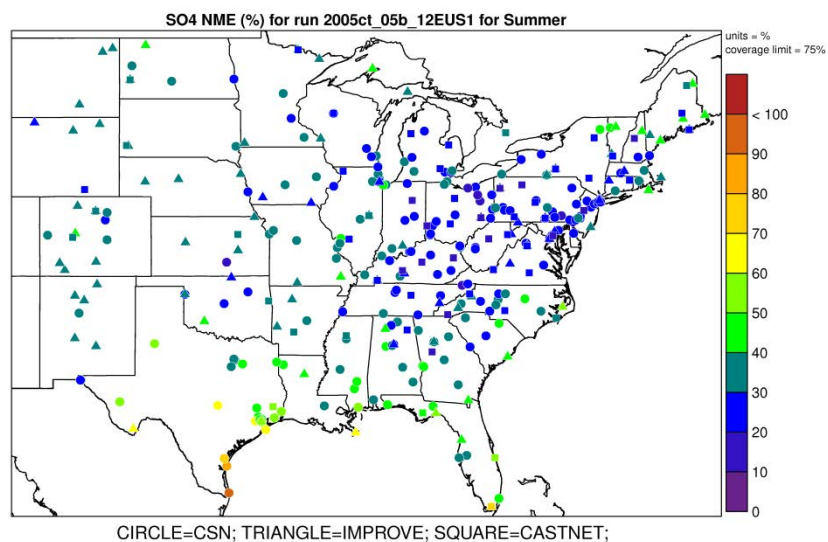 SO4 NME (%) for run 2005ct_05b_12EUS1 for Summer
units = %
coverage limit = 75%
< 100
90
80
70
60
50
40
30
20
10
0
CIRCLE=CSN; TRIANGLE=IMPROVE; SQUARE=CASTNET;